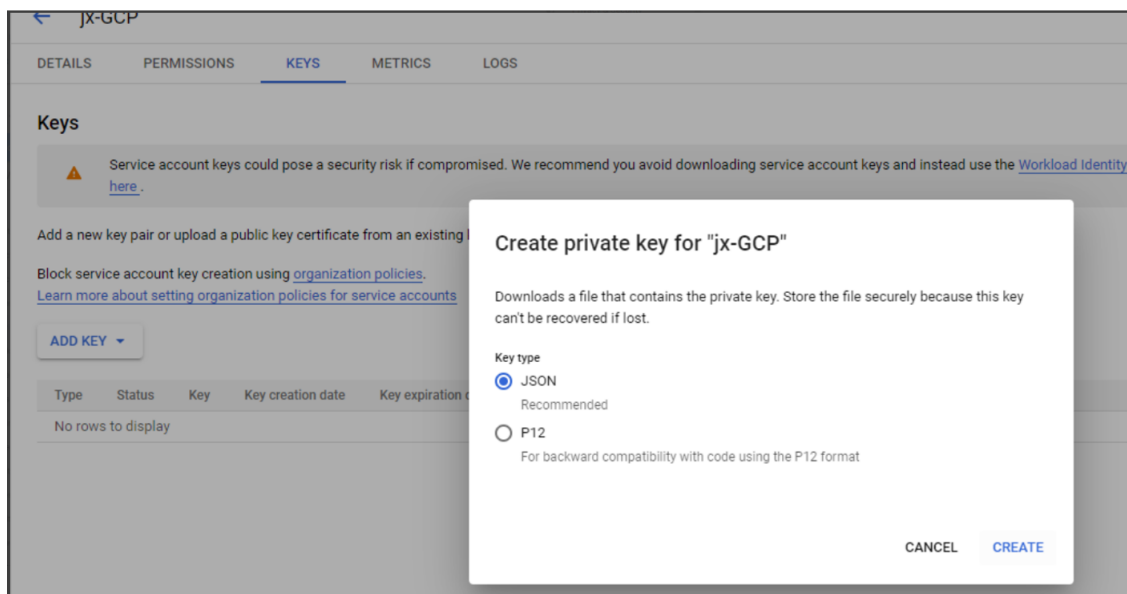 jx-GCP
DETAILS PERMISSIONS KEYS METRICS LOGS
Keys
Service account keys could pose a security risk if compromised. We recommend you avoid downloading service account keys and instead use the Workload Identity
here .
Add a new key pair or upload a public key certificate from an existing
Block service account key creation using organization policies.
Learn more about setting organization policies for service accounts
ADD KEY
Type Status Key Key creation date Key expiration
No rows to display
Create private key for "jx-GCP"
Downloads a file that contains the private key. Store the file securely because this key
can't be recovered if lost.
Key type
JSON
Recommended
P12
For backward compatibility with code using the P12 format
CANCEL CREATE